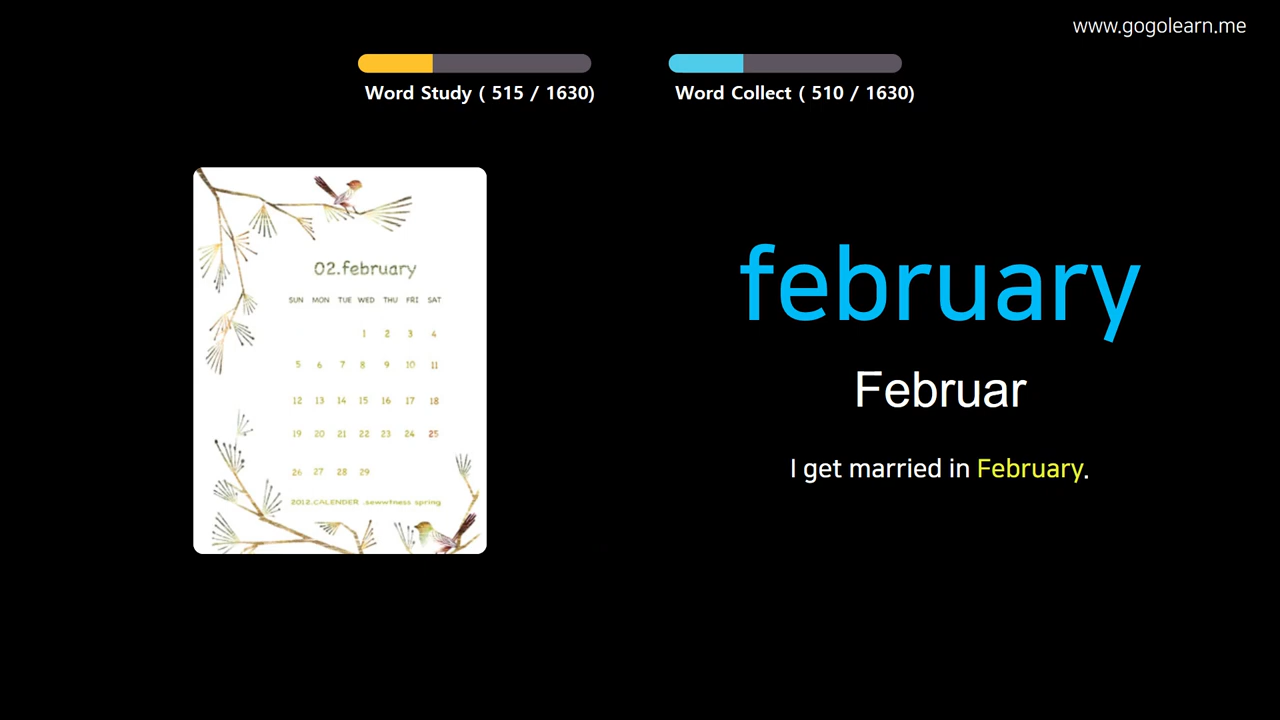 www.gogolearn.me
Word Study ( 515 / 1630)
Word Collect ( 510 / 1630)
02.february
SUN MON TUE WED THU FRI SAT
1 2 3 4
5 6 7 8 9 10 11
12 13 14 15 16 17 18
19 20 21 22 23 24 25
26 27 28 29
2012.CALENDER .sewwtness spring
february
Februar
I get married in February.